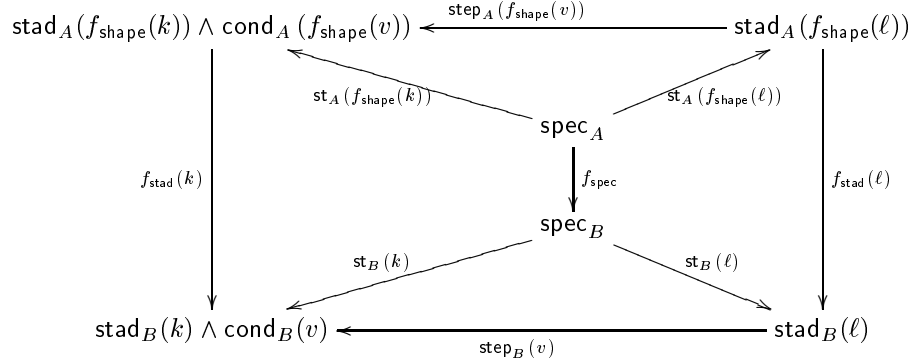 step_A(f_shape(v))
stad_A(f_shape(k)) ∧ cond_A(f_shape(v)) stad_A(f_shape(ℓ))
st_A(f_shape(k)) st_A(f_shape(ℓ))
spec_A
f_stad(k) f_spec f_stad(ℓ)
spec_B
st_B(k) st_B(ℓ)
stad_B(k) ∧ cond_B(v) stad_B(ℓ)
step_B(v)